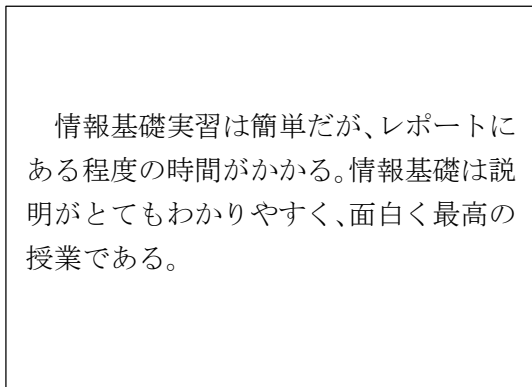 情報基礎実習は簡単だが、レポートに
ある程度の時間がかかる。情報基礎は説
明がとてもわかりやすく、面白く最高の
授業である。